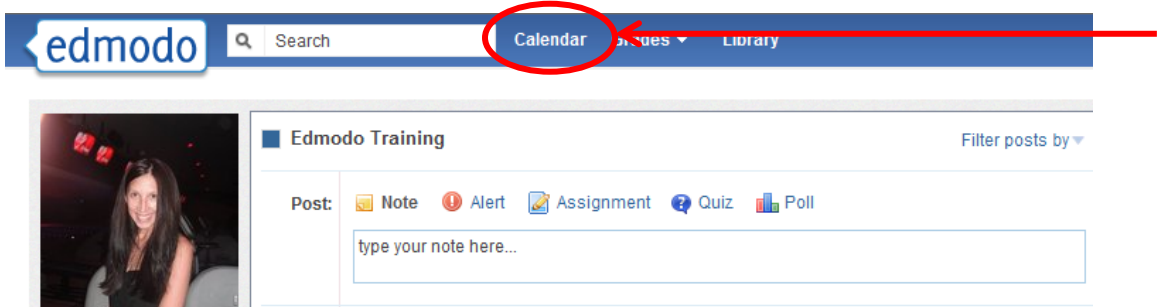 edmodo Search Calendar Grades Library
Edmodo Training Filter posts by
Post: Note Alert Assignment Quiz Poll
type your note here...